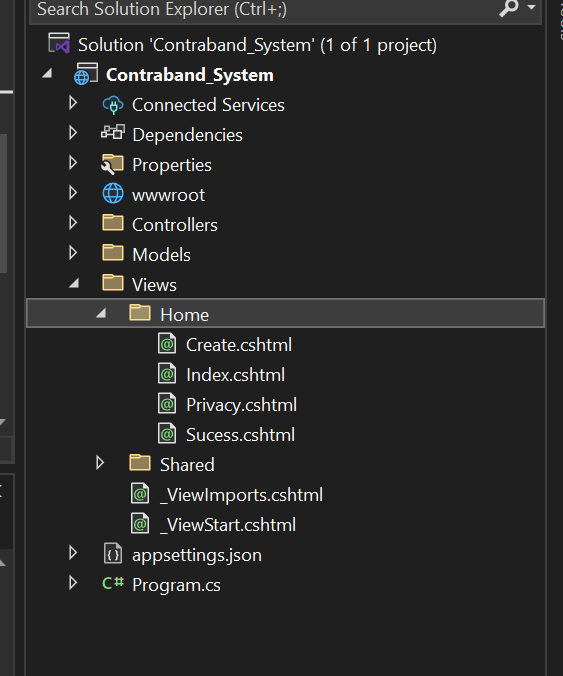 Search Solution Explorer (Ctrl+;)
Solution 'Contraband_System' (1 of 1 project)
Contraband_System
Connected Services
Dependencies
Properties
wwwroot
Controllers
Models
Views
Home
Create.cshtml
Index.cshtml
Privacy.cshtml
Sucess.cshtml
Shared
_ViewImports.cshtml
_ViewStart.cshtml
appsettings.json
C# Program.cs